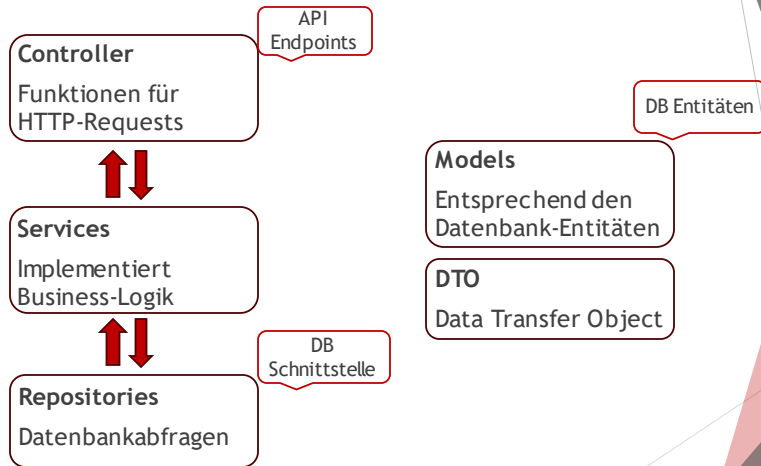 API
Endpoints
Controller
Funktionen für
HTTP-Requests
Services
Implementiert
Business-Logik
DB
Schnittstelle
Repositories
Datenbankabfragen
DB Entitäten
Models
Entsprechend den
Datenbank-Entitäten
DTO
Data Transfer Object